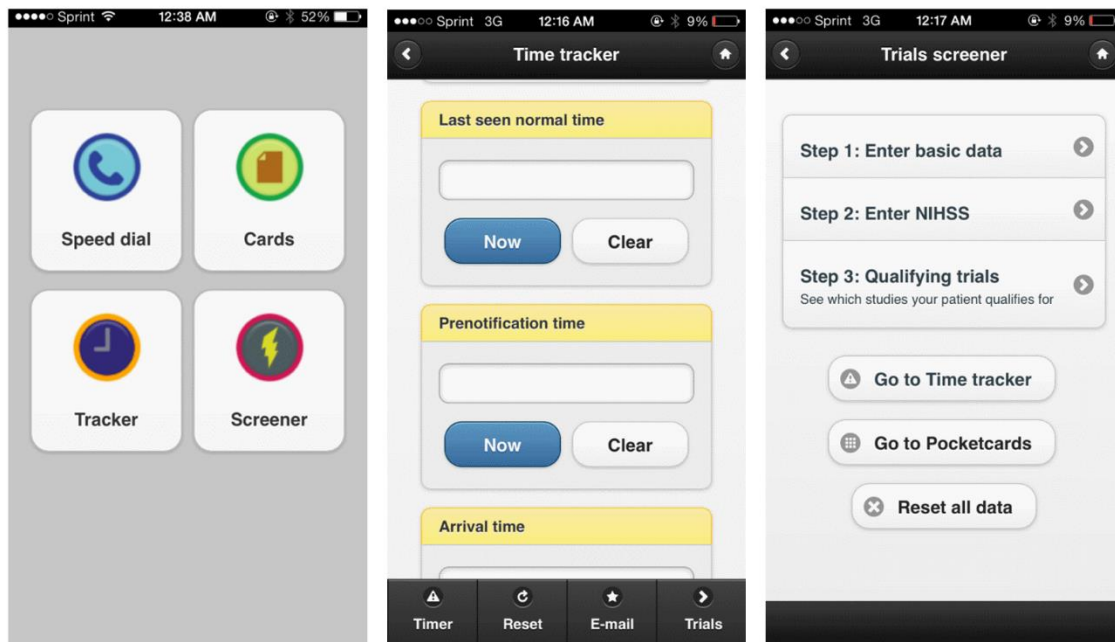 Sprint 12:38 AM 52%
Speed dial
Cards
Tracker
Screener
Sprint 3G 12:16 AM 9%
Time tracker
Last seen normal time
Now Clear
Prenotification time
Now Clear
Arrival time
Timer Reset E-mail Trials
Sprint 3G 12:17 AM 9%
Trials screener
Step 1: Enter basic data
Step 2: Enter NIHSS
Step 3: Qualifying trials
See which studies your patient qualifies for
Go to Time tracker
Go to Pocketcards
Reset all data